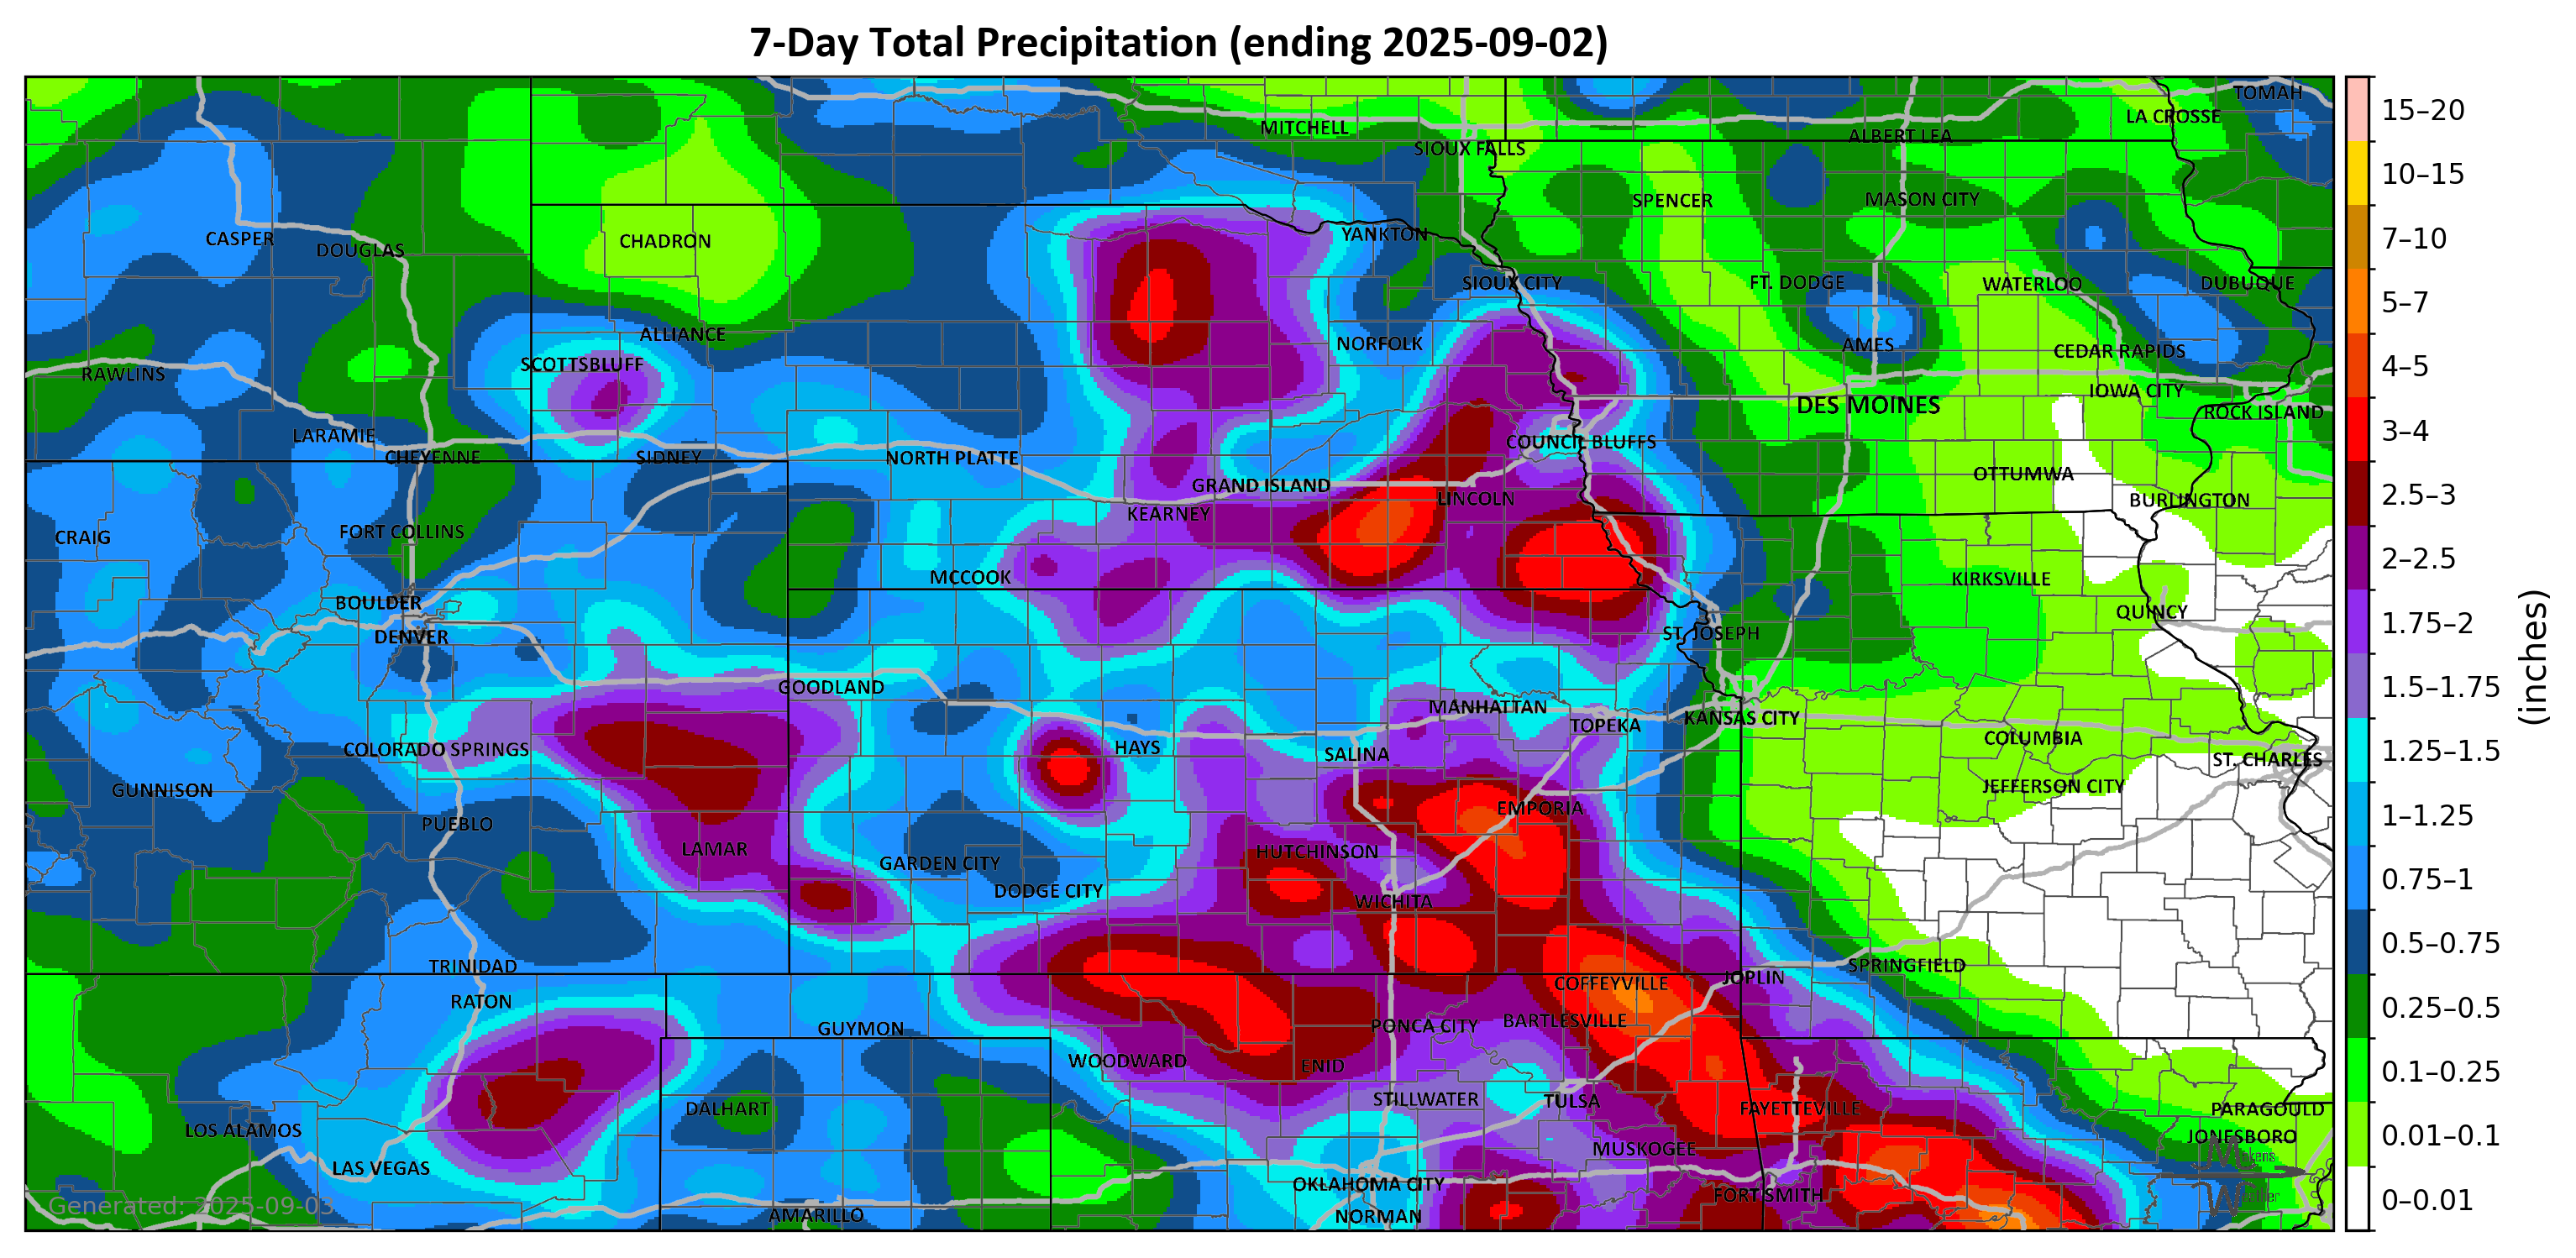 7-Day Total Precipitation (ending 2025-09-02)
TOMAH
LA CROSSE
MITCHELL
ALBERT LEA
SIOUX FALLS
SPENCER
MASON CITY
CASPER
DOUGLAS
CHADRON
YANKTON
SIOUX CITY
FT. DODGE
WATERLOO
DUBUQUE
ALLIANCE
NORFOLK
AMES
CEDAR RAPIDS
SCOTTSBLUFF
RAWLINS
IOWA CITY
DES MOINES
ROCK ISLAND
LARAMIE
COUNCIL BLUFFS
CHEYENNE
SIDNEY
NORTH PLATTE
OTTUMWA
GRAND ISLAND
LINCOLN
BURLINGTON
KEARNEY
CRAIG
FORT COLLINS
MCCOOK
KIRKSVILLE
BOULDER
QUINCY
DENVER
ST. JOSEPH
GOODLAND
MANHATTAN
TOPEKA
KANSAS CITY
COLUMBIA
COLORADO SPRINGS
HAYS
SALINA
ST. CHARLES
GUNNISON
JEFFERSON CITY
EMPORIA
PUEBLO
LAMAR
HUTCHINSON
GARDEN CITY
DODGE CITY
WICHITA
TRINIDAD
SPRINGFIELD
JOPLIN
COFFEYVILLE
RATON
GUYMON
PONCA CITY
BARTLESVILLE
WOODWARD
ENID
DALHART
STILLWATER
TULSA
FAYETTEVILLE
PARAGOULD
LOS ALAMOS
JONESBORO
MUSKOGEE
LAS VEGAS
OKLAHOMA CITY
FORT SMITH
AMARILLO
NORMAN
Generated: 2025-09-03
15–20
10–15
7–10
5–7
4–5
3–4
2.5–3
2–2.5
1.75–2
1.5–1.75
1.25–1.5
1–1.25
0.75–1
0.5–0.75
0.25–0.5
0.1–0.25
0.01–0.1
0–0.01
(inches)